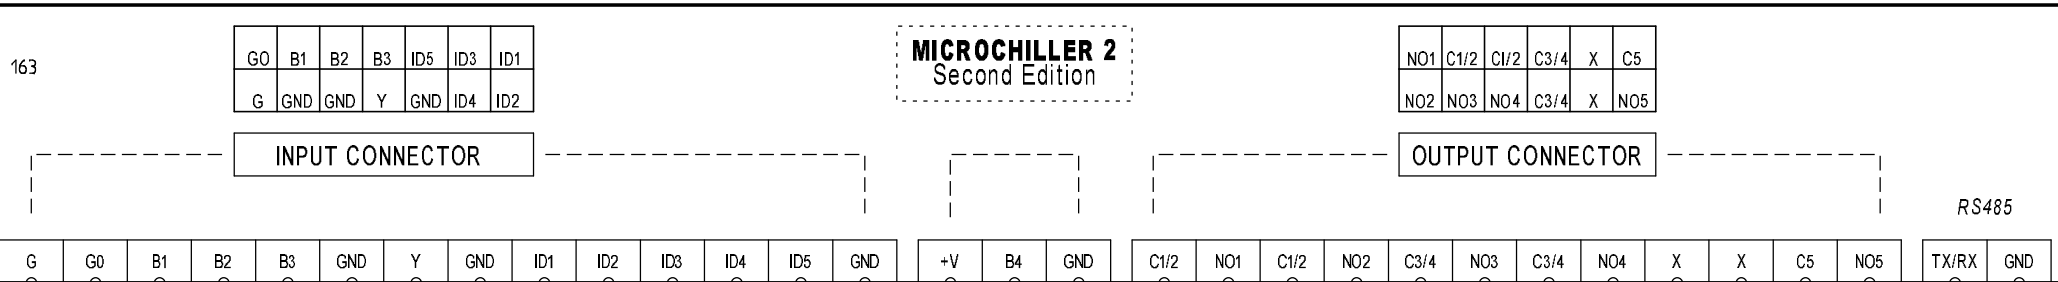 163
GO B1 B2 B3 ID5 ID3 ID1
G GND GND Y GND ID4 ID2
INPUT CONNECTOR
MICROCHILLER 2
Second Edition
NO1 C1/2 CI/2 C3/4 X C5
NO2 NO3 NO4 C3/4 X NO5
OUTPUT CONNECTOR
RS485
G G0 B1 B2 B3 GND Y GND ID1 ID2 ID3 ID4 ID5 GND +V B4 GND C1/2 NO1 C1/2 NO2 C3/4 NO3 C3/4 NO4 X X C5 NO5 TX/RX GND